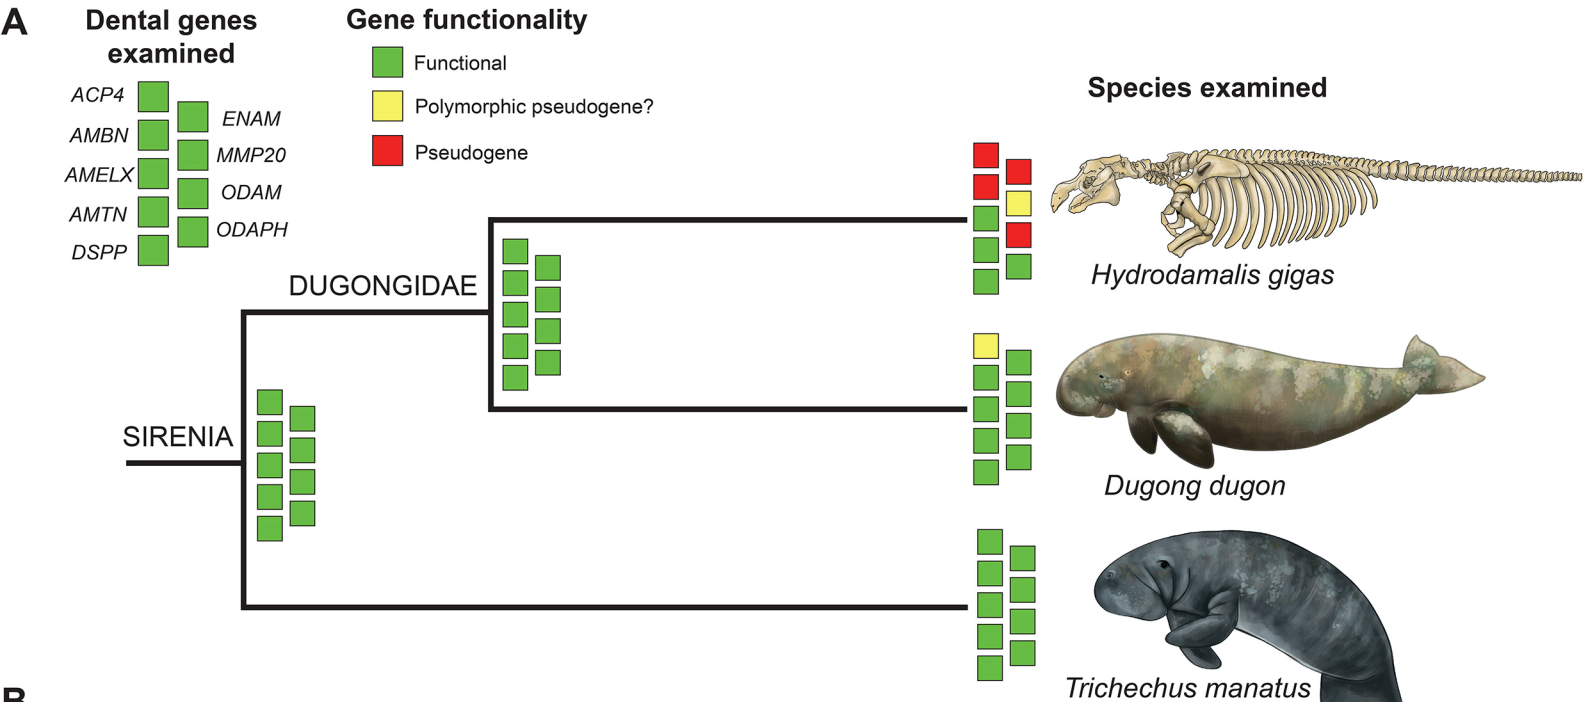 A
Dental genes
examined
ACP4
AMBN
AMELX
AMTN
DSPP
ENAM
MMP20
ODAM
ODAPH
Gene functionality
Functional
Polymorphic pseudogene?
Pseudogene
Species examined
Hydrodamalis gigas
DUGONGIDAE
Dugong dugon
SIRENIA
Trichechus manatus
B